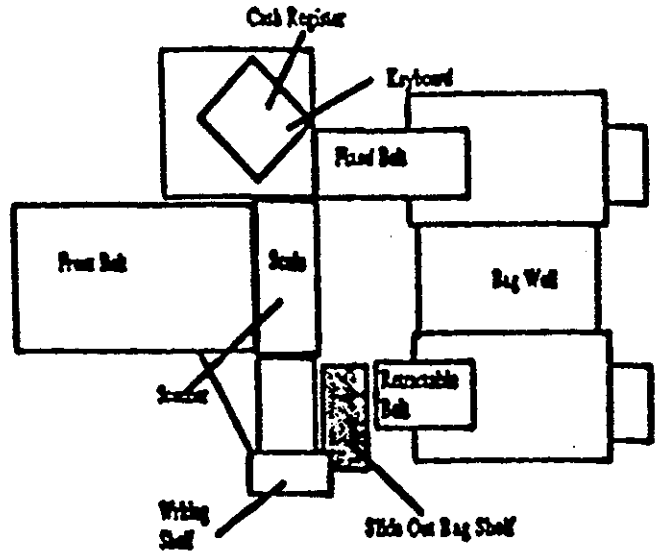 Cash Register
Keyboard
Fixed Belt
Front Belt
Scale
Bag Well
Scanner
Retractable
Belt
Writing
Shelf
Slide Out Bag Shelf